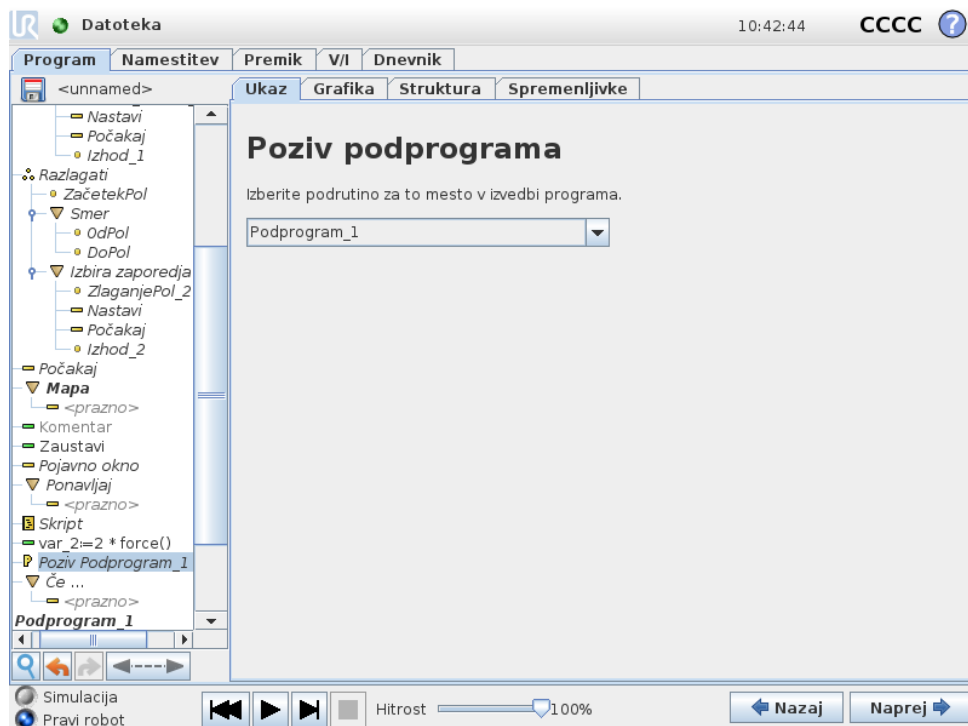 UR Datoteka 10:42:44 CCCC ?
Program Namestitev Premik V/I Dnevnik
<unnamed> Ukaz Grafika Struktura Spremenljivke
Nastavi
Počakaj
Izhod_1
Razlagati
ZačetekPol
Smer
OdPol
DoPol
Izbira zaporedja
ZlaganjePol_2
Nastavi
Počakaj
Izhod_2
Počakaj
Mapa
<prazno>
Komentar
Zaustavi
Pojavno okno
Ponavljaj
<prazno>
Skript
var_2:=2 * force()
P Poziv Podprogram_1
Če ...
<prazno>
Podprogram_1
Poziv podprograma
Izberite podrutino za to mesto v izvedbi programa.
Podprogram_1
Simulacija
Pravi robot
Hitrost 100%
Nazaj Naprej